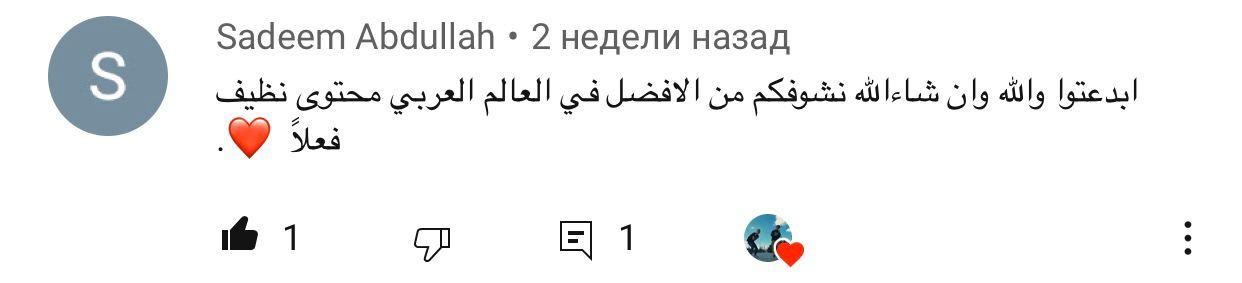 S
Sadeem Abdullah • 2 недели назад
ابدعتوا والله وان شاءالله نشوفكم من الافضل في العالم العربي محتوى نظيف
فعلاً ❤️.
1 1